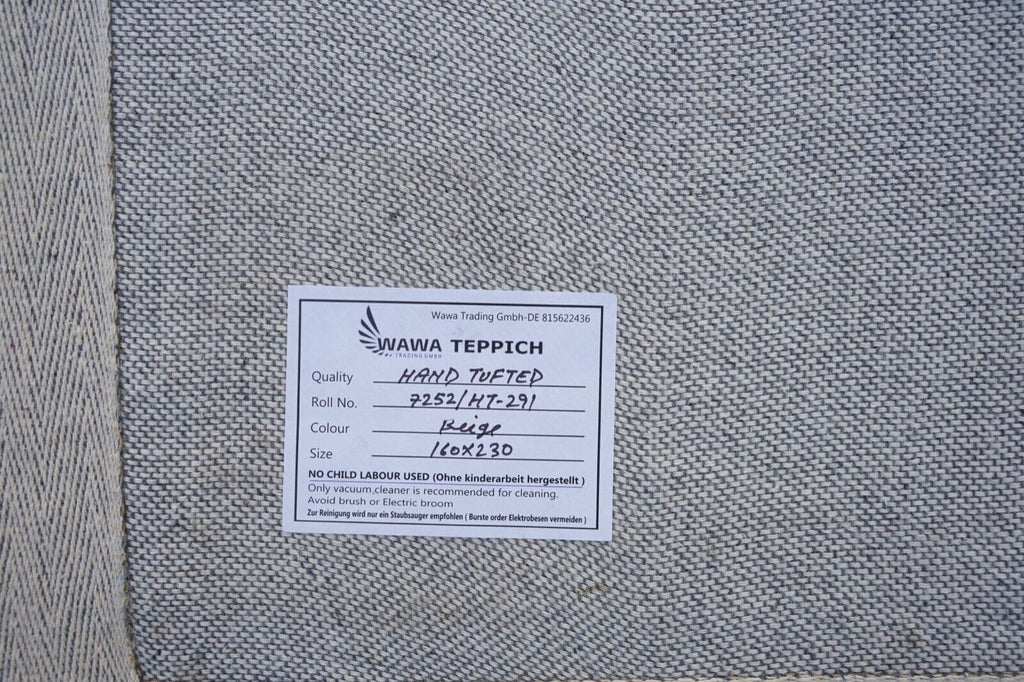 Wawa Trading Gmbh-DE 815622436
WAWA TEPPICH
TRADING GMBH
Quality HAND TUFTED
Roll No. 7252/HT-291
Colour Beige
Size 160X230
NO CHILD LABOUR USED (Ohne kinderarbeit hergestellt )
Only vacuum,cleaner is recommended for cleaning.
Avoid brush or Electric broom
Zur Reinigung wird nur ein Staubsauger empfohlen ( Burste order Elektrobesen vermeiden )